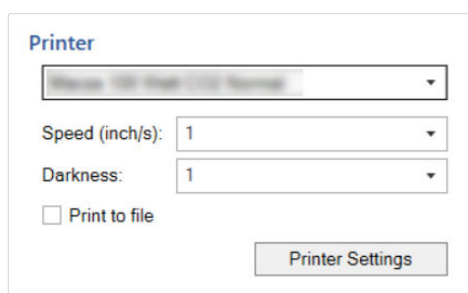 Printer
Speed (inch/s): 1
Darkness: 1
Print to file
Printer Settings